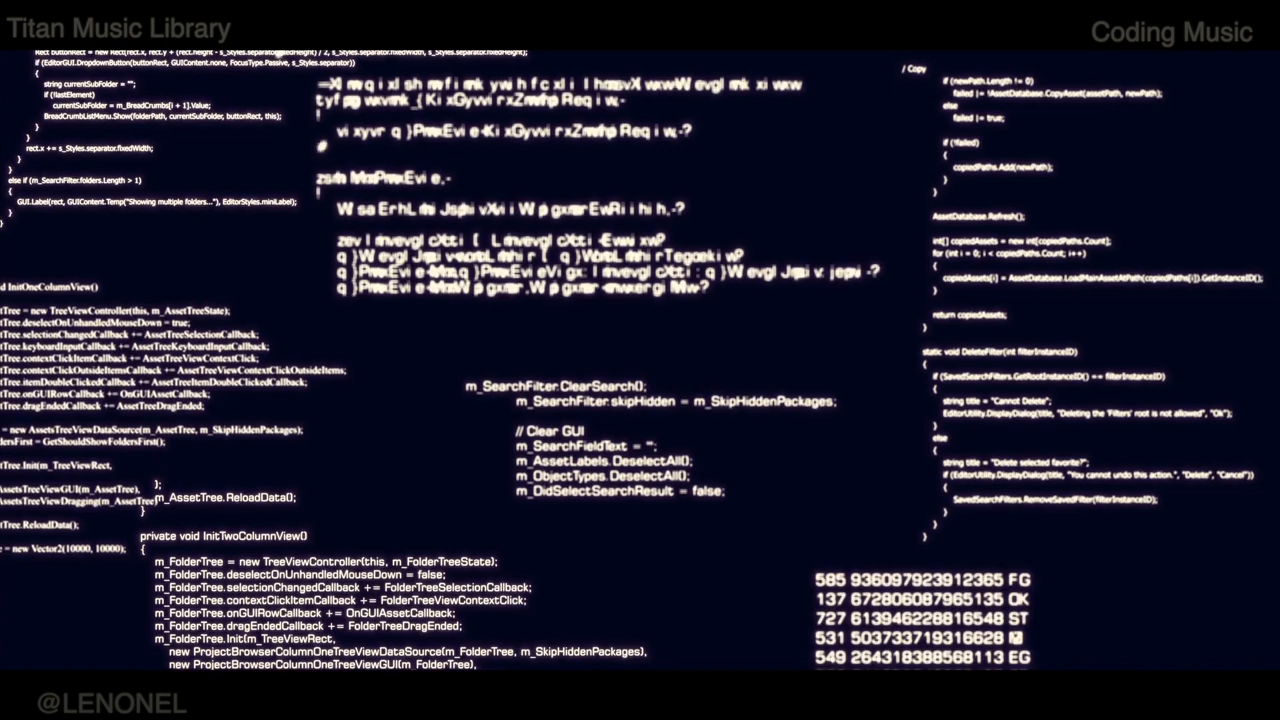 Titan Music Library
Coding Music
Rect buttonRect = new Rect(rect.x, rect.y + (rect.height - s_Styles.separator.fixedHeight) / 2, s_Styles.separator.fixedWidth, s_Styles.separator.fixedHeight);
if (EditorGUI.DropdownButton(buttonRect, GUIContent.none, FocusType.Passive, s_Styles.separator))
{
string currentSubFolder = "";
if (!lastElement)
currentSubFolder = m_BreadCrumbs[i + 1].Value;
BreadCrumbListMenu.Show(folderPath, currentSubFolder, buttonRect, this);
}
}
rect.x += s_Styles.separator.fixedWidth;
}
}
else if (m_SearchFilter.folders.Length > 1)
{
GUI.Label(rect, GUIContent.Temp("Showing multiple folders..."), EditorStyles.miniLabel);
}
}
d InitOneColumnView()
tTree = new TreeViewController(this, m_AssetTreeState);
tTree.deselectOnUnhandledMouseDown = true;
tTree.selectionChangedCallback += AssetTreeSelectionCallback;
tTree.keyboardInputCallback += AssetTreeKeyboardInputCallback;
tTree.contextClickItemCallback += AssetTreeViewContextClick;
tTree.contextClickOutsideItemsCallback += AssetTreeViewContextClickOutsideItems;
tTree.itemDoubleClickedCallback += AssetTreeItemDoubleClickedCallback;
tTree.onGUIRowCallback += OnGUIAssetCallback;
tTree.dragEndedCallback += AssetTreeDragEnded;
= new AssetsTreeViewDataSource(m_AssetTree, m_SkipHiddenPackages);
dersFirst = GetShouldShowFoldersFirst();
tTree.Init(m_TreeViewRect,
AssetsTreeViewGUI(m_AssetTree),
AssetsTreeViewDragging(m_AssetTree)
tTree.ReloadData();
e = new Vector2(10000, 10000);
};
m_AssetTree.ReloadData();
}
private void InitTwoColumnView()
{
m_FolderTree = new TreeViewController(this, m_FolderTreeState);
m_FolderTree.deselectOnUnhandledMouseDown = false;
m_FolderTree.selectionChangedCallback += FolderTreeSelectionCallback;
m_FolderTree.contextClickItemCallback += FolderTreeViewContextClick;
m_FolderTree.onGUIRowCallback += OnGUIAssetCallback;
m_FolderTree.dragEndedCallback += FolderTreeDragEnded;
m_FolderTree.Init(m_TreeViewRect,
new ProjectBrowserColumnOneTreeViewDataSource(m_FolderTree, m_SkipHiddenPackages),
new ProjectBrowserColumnOneTreeViewGUI(m_FolderTree),
m_SearchFilter.ClearSearch();
m_SearchFilter.skipHidden = m_SkipHiddenPackages;
// Clear GUI
m_SearchFieldText = "";
m_AssetLabels.DeselectAll();
m_ObjectTypes.DeselectAll();
m_DidSelectSearchResult = false;
/ Copy
if (newPath.Length != 0)
failed |= !AssetDatabase.CopyAsset(assetPath, newPath);
else
failed |= true;
if (!failed)
{
copiedPaths.Add(newPath);
}
}
AssetDatabase.Refresh();
int[] copiedAssets = new int[copiedPaths.Count];
for (int i = 0; i < copiedPaths.Count; i++)
{
copiedAssets[i] = AssetDatabase.LoadMainAssetAtPath(copiedPaths[i]).GetInstanceID();
}
return copiedAssets;
}
static void DeleteFilter(int filterInstanceID)
{
if (SavedSearchFilters.GetRootInstanceID() == filterInstanceID)
{
string title = "Cannot Delete";
EditorUtility.DisplayDialog(title, "Deleting the 'Filters' root is not allowed", "Ok");
}
else
{
string title = "Delete selected favorite?";
if (EditorUtility.DisplayDialog(title, "You cannot undo this action.", "Delete", "Cancel"))
{
SavedSearchFilters.RemoveSavedFilter(filterInstanceID);
}
}
}
585 936097923912365 FG
137 672806087965135 OK
727 613946228816548 ST
531 503733719316628
549 264318388568113 EG
@LENONEL